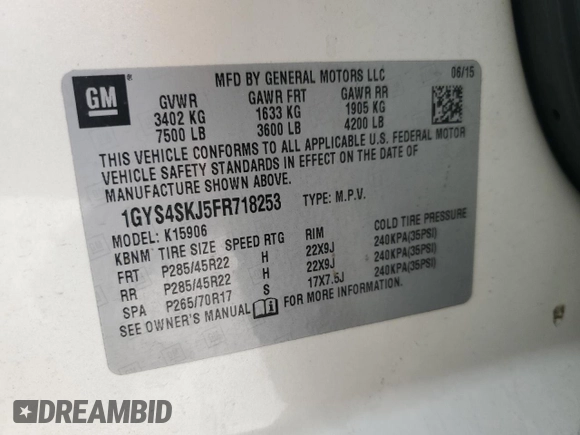 GM
MFD BY GENERAL MOTORS LLC
06/15
GVWR GAWR FRT GAWR RR
3402 KG 1633 KG 1905 KG
7500 LB 3600 LB 4200 LB
THIS VEHICLE CONFORMS TO ALL APPLICABLE U.S. FEDERAL MOTOR
VEHICLE SAFETY STANDARDS IN EFFECT ON THE DATE OF
MANUFACTURE SHOWN ABOVE.
1GYS4SKJ5FR718253 TYPE: M.P.V.
MODEL: K15906
KBNM TIRE SIZE SPEED RTG RIM COLD TIRE PRESSURE
FRT P285/45R22 H 22X9J 240KPA(35PSI)
RR P285/45R22 H 22X9J 240KPA(35PSI)
SPA P265/70R17 S 17X7.5J 240KPA(35PSI)
SEE OWNER'S MANUAL FOR MORE INFORMATION.
DREAMBID